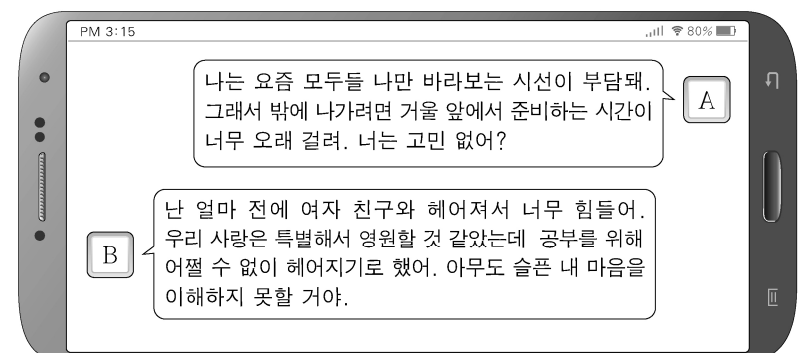 PM 3:15
80%
나는 요즘 모두들 나만 바라보는 시선이 부담돼.
그래서 밖에 나가려면 거울 앞에서 준비하는 시간이
너무 오래 걸려. 너는 고민 없어?
A
난 얼마 전에 여자 친구와 헤어져서 너무 힘들어.
우리 사랑은 특별해서 영원할 것 같았는데 공부를 위해
어쩔 수 없이 헤어지기로 했어. 아무도 슬픈 내 마음을
이해하지 못할 거야.
B